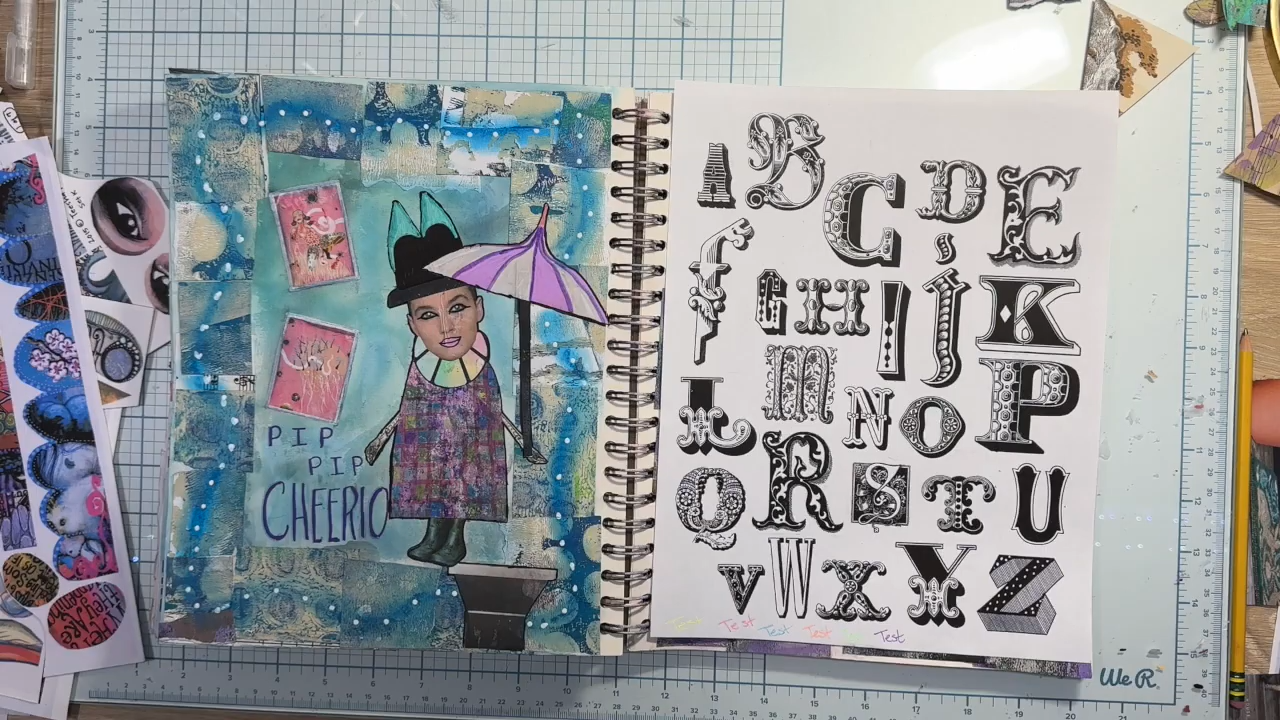 PIP
PIP
CHEERIO
A B C D E
f G H I j K
L M N O P
Q R S T U
V W X Y Z
Test Test Test Test Test
We R